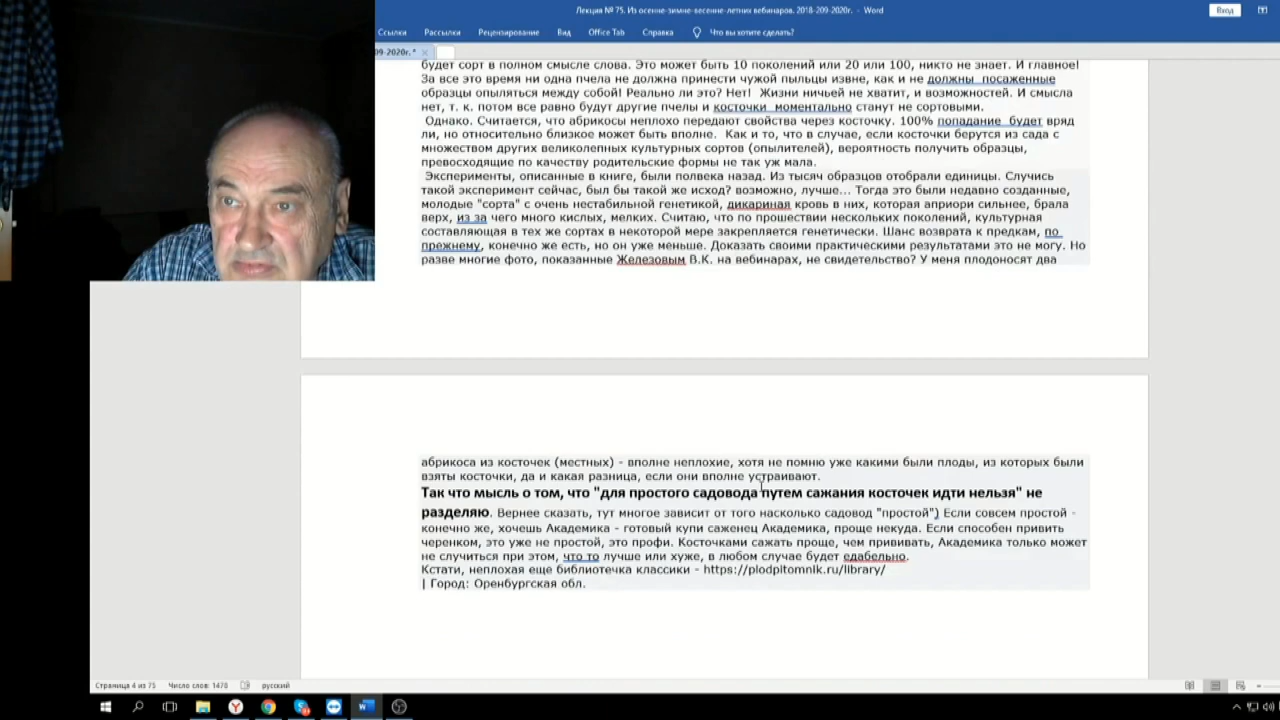 Лекция № 75. Из осенне-зимне-весенне-летних вебинаров. 2018-209-2020г. - Word
Вход
Ссылки Рассылки Рецензирование Вид Office Tab Справка Что вы хотите сделать?
09-2020г. *
будет сорт в полном смысле слова. Это может быть 10 поколений или 20 или 100, никто не знает. И главное!
За все это время ни одна пчела не должна принести чужой пыльцы извне, как и не должны посаженные
образцы опыляться между собой! Реально ли это? Нет! Жизни ничьей не хватит, и возможностей. И смысла
нет, т. к. потом все равно будут другие пчелы и косточки моментально станут не сортовыми.
Однако. Считается, что абрикосы неплохо передают свойства через косточку. 100% попадание будет вряд
ли, но относительно близкое может быть вполне. Как и то, что в случае, если косточки берутся из сада с
множеством других великолепных культурных сортов (опылителей), вероятность получить образцы,
превосходящие по качеству родительские формы не так уж мала.
Эксперименты, описанные в книге, были полвека назад. Из тысяч образцов отобрали единицы. Случись
такой эксперимент сейчас, был бы такой же исход? возможно, лучше... Тогда это были недавно созданные,
молодые "сорта" с очень нестабильной генетикой, дикариная кровь в них, которая априори сильнее, брала
верх, из за чего много кислых, мелких. Считаю, что по прошествии нескольких поколений, культурная
составляющая в тех же сортах в некоторой мере закрепляется генетически. Шанс возврата к предкам, по
прежнему, конечно же есть, но он уже меньше. Доказать своими практическими результатами это не могу. Но
разве многие фото, показанные Железовым В.К. на вебинарах, не свидетельство? У меня плодоносят два
абрикоса из косточек (местных) - вполне неплохие, хотя не помню уже какими были плоды, из которых были
взяты косточки, да и какая разница, если они вполне устраивают.
Так что мысль о том, что "для простого садовода путем сажания косточек идти нельзя" не
разделяю. Вернее сказать, тут многое зависит от того насколько садовод "простой") Если совсем простой -
конечно же, хочешь Академика - готовый купи саженец Академика, проще некуда. Если способен привить
черенком, это уже не простой, это профи. Косточками сажать проще, чем прививать, Академика только может
не случиться при этом, что то лучше или хуже, в любом случае будет едабельно.
Кстати, неплохая еще библиотечка классики - https://plodpitomnik.ru/library/
| Город: Оренбургская обл.
Страница 4 из 75 Число слов: 1470 русский